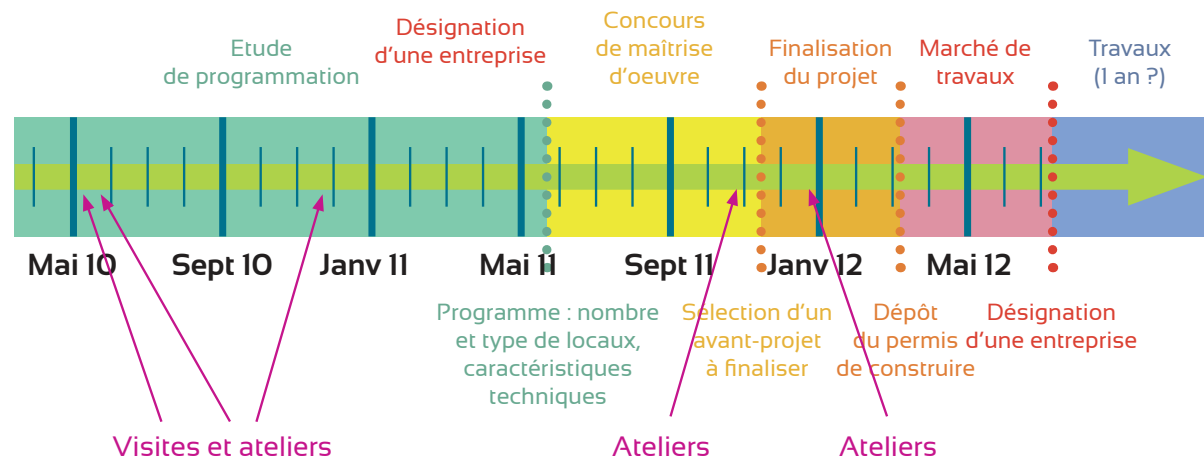 Etude
de programmation
Désignation
d'une entreprise
Concours
de maîtrise
d'oeuvre
Finalisation
du projet
Marché de
travaux
Travaux
(1 an ?)
Mai 10
Sept 10
Janv 11
Mai 11
Sept 11
Janv 12
Mai 12
Programme : nombre
et type de locaux,
caractéristiques
techniques
Sélection d'un
avant-projet
à finaliser
Dépôt
du permis
de construire
Désignation
d'une entreprise
Visites et ateliers
Ateliers
Ateliers